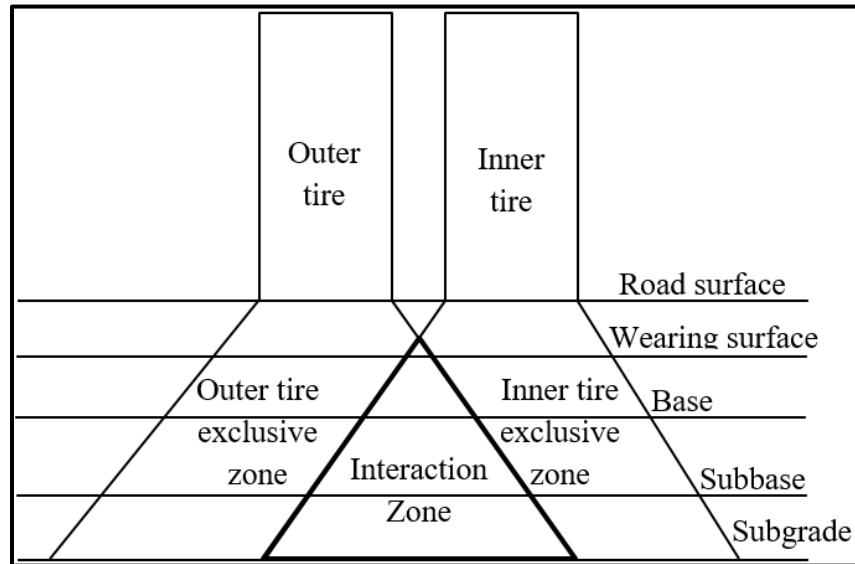 Outer
tire
Inner
tire
Road surface
Wearing surface
Outer tire
exclusive
zone
Inner tire
exclusive
zone
Base
Interaction
Zone
Subbase
Subgrade